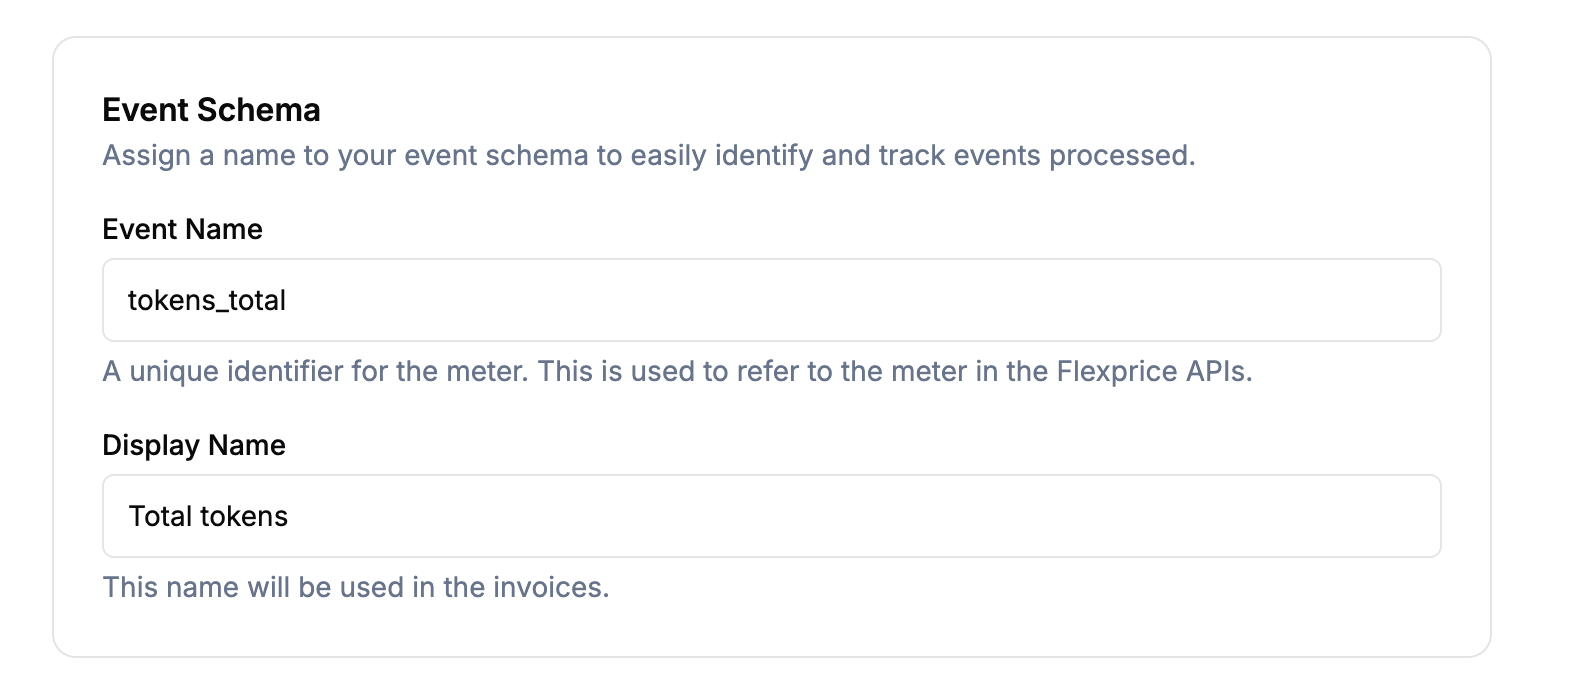 Event Schema
Assign a name to your event schema to easily identify and track events processed.
Event Name
tokens_total
A unique identifier for the meter. This is used to refer to the meter in the Flexprice APIs.
Display Name
Total tokens
This name will be used in the invoices.